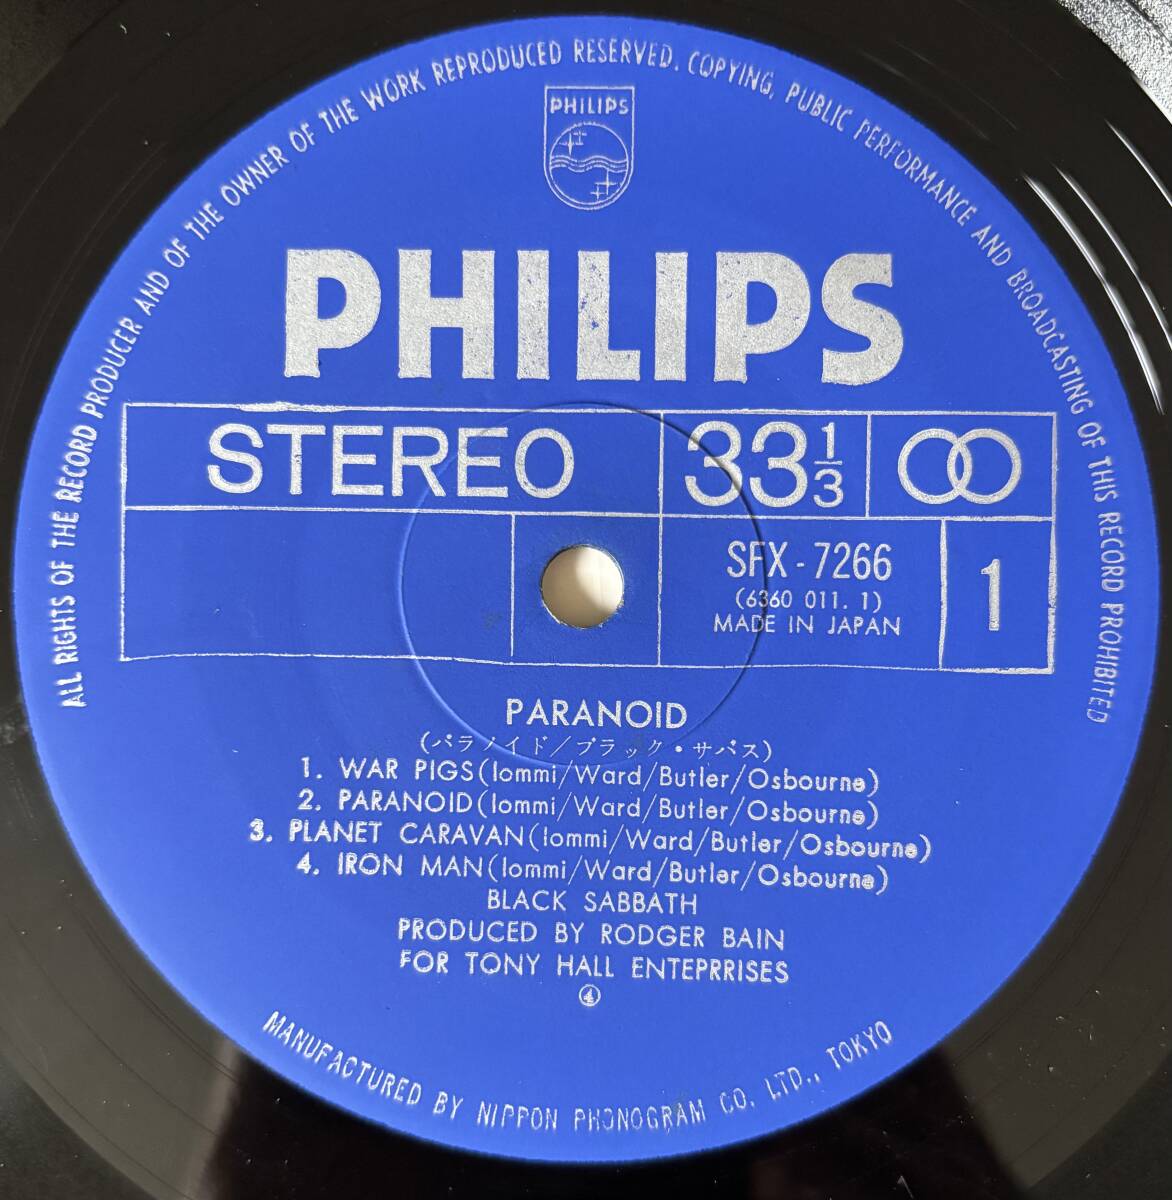 ALL RIGHTS OF THE RECORD PRODUCER AND OF THE OWNER OF THE WORK REPRODUCED RESERVED. COPYING, PUBLIC PERFORMANCE AND BROADCASTING OF THIS RECORD PROHIBITED
PHILIPS
PHILIPS
STEREO 33 1/3
SFX-7266
(6360 011. 1)
MADE IN JAPAN
1
PARANOID
(パラノイド/ブラック・サバス)
1. WAR PIGS(Iommi/Ward/Butler/Osbourne)
2. PARANOID(Iommi/Ward/Butler/Osbourne)
3. PLANET CARAVAN(Iommi/Ward/Butler/Osbourne)
4. IRON MAN(Iommi/Ward/Butler/Osbourne)
BLACK SABBATH
PRODUCED BY RODGER BAIN
FOR TONY HALL ENTEPRRISES
④
MANUFACTURED BY NIPPON PHONOGRAM CO. LTD., TOKYO